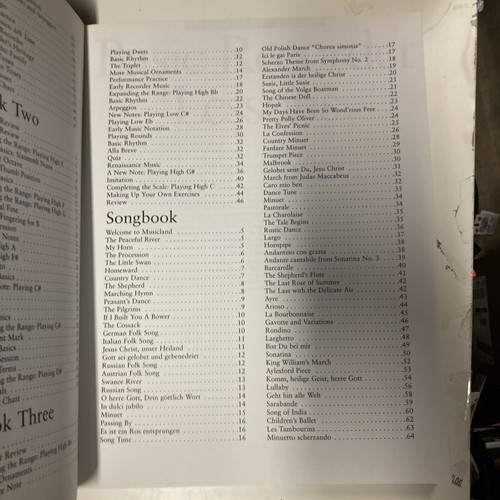 k Two
Playing C#
ok Three
Playing Duets .10
Basic Rhythm .12
The Triplet .12
More Musical Ornaments .14
Performance Practice .17
Early Recorder Music .18
Expanding the Range: Playing High Bb .20
Basic Rhythm .22
Arpeggios .23
New Notes: Playing Low C# .24
Playing Low Eb .26
Early Music Notation .28
Playing Rounds .30
Basic Rhythm .32
Alla Breve .32
Quiz .32
Renaissance Music .34
A New Note: Playing High G# .36
Imitation .40
Completing the Scale: Playing High C .42
Making Up Your Own Exercises .44
Review .46
Songbook
Welcome to Musicland .5
The Peaceful River .5
My Horn .5
The Procession .6
The Little Swan .6
Homeward .7
Country Dance .7
The Shepherd .8
Marching Hymn .8
Peasant's Dance .9
The Pilgrims .9
If I Built You A Bower .10
The Cossack .10
German Folk Song .10
Italian Folk Song .11
Jesus Christ, unser Heiland .11
Gott sei gelobet und gebenedeiet .12
Russian Folk Song .12
Austrian Folk Song .12
Swanee River .13
Russian Song .13
O herre Gott, Dein göttlich Wort .14
In dulci jubilo .14
Minuet .15
Passing By .16
Es ist ein Ros entsprungen .16
Song Tune .16
Old Polish Dance "Chorea simonie" .17
Ici le gai Paris .17
Scherzo Theme from Symphony No. 2 .18
Alexander March .19
Erstanden is der heilige Christ .20
Susie, Little Susie .21
Song of the Volga Boatman .21
The Chinese Doll .22
Hopak .23
My Days Have Been So Wond'rous Free .24
Pretty Polly Oliver .24
The Elves' Picnic .23
La Confession .26
Country Minuet .28
Fanfare Minuet .29
Trumpet Piece .31
Malbrook .30
Gelobet seist Du, Jesu Christ .31
March from Judas Maccabeus .32
Caro mio ben .32
Dance Tune .33
Minuet .34
Pastorale .34
La Charolaise .35
The Tale Begins .35
Rustic Dance .36
Largo .37
Hornpipe .38
Andantino con grazia .38
Andante cantabile from Sonatina No. 3 .39
Barcarolle .40
The Shepherd's Flute .41
The Last Rose of Summer .42
The Lass with the Delicate Air .42
Ayre .43
Arioso .44
La Bourbonnaise .45
Gavotte and Variations .46
Rondino .47
Larghetto .48
Bist Du bei Mir .49
Sonatina .50
King William's March .52
Aylesford Piece .53
Komm, heilige Geist, herre Gott .54
Lullaby .56
Geht hin alle Welt .58
Sarabande .59
Song of India .60
Children's Ballet .62
Les Tambourins .63
Minuetto scherzando .64